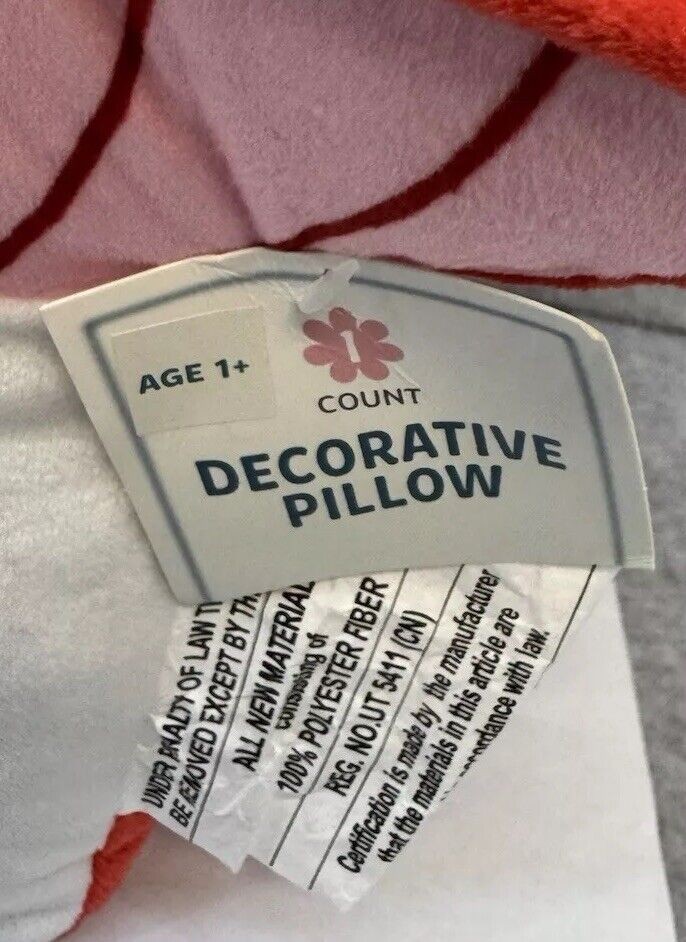 AGE 1+
1
COUNT
DECORATIVE
PILLOW
UNDER PENALTY OF LAW
BE REMOVED EXCEPT BY
ALL NEW MATERIAL
consisting of
100% POLYESTER FIBER
REG. NO.UT 5411 (CN)
Certification is made by the manufacturer
that the materials in this article are
accordance with law.